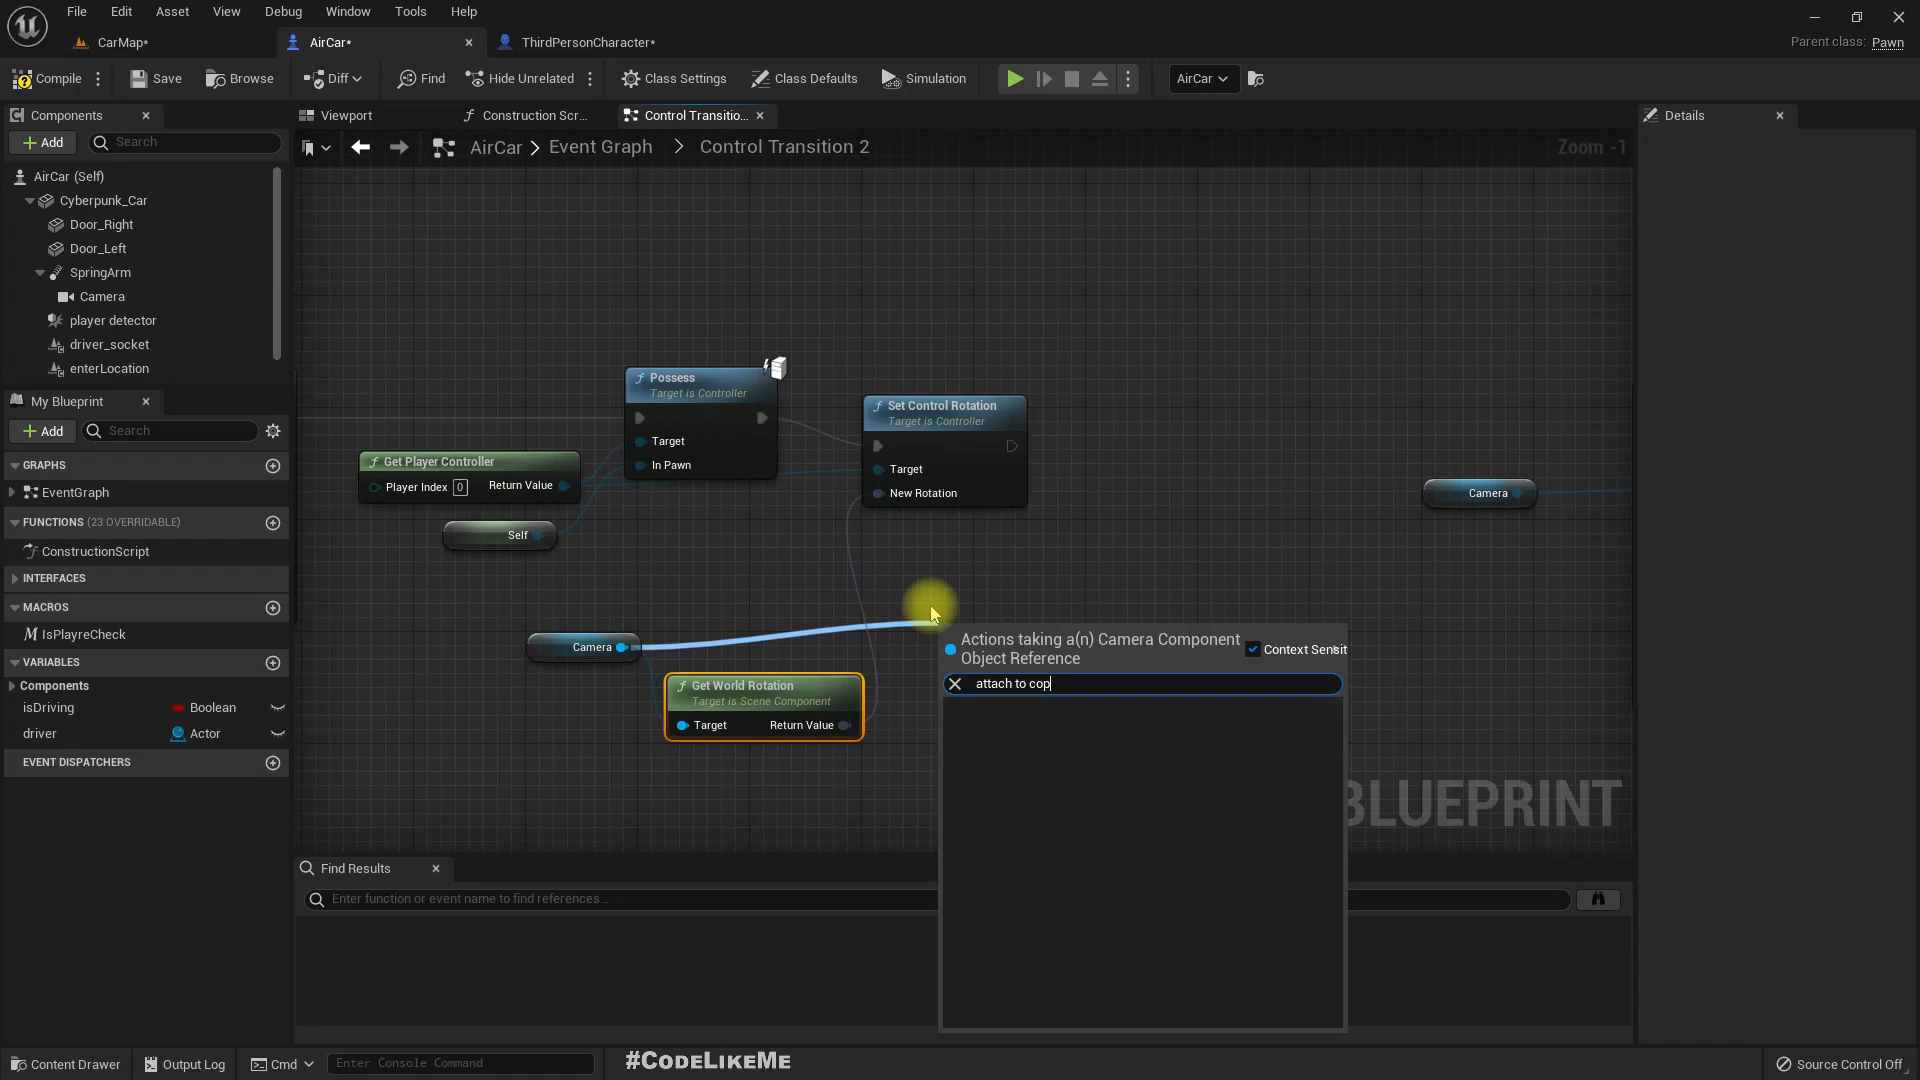 File Edit Asset View Debug Window Tools Help
CarMap* AirCar* ThirdPersonCharacter* Parent class: Pawn
Compile Save Browse Diff Find Hide Unrelated Class Settings Class Defaults Simulation AirCar
Components Viewport Construction Scr... Control Transitio... Details
Add Search AirCar > Event Graph > Control Transition 2 Zoom -1
AirCar (Self)
Cyberpunk_Car
Door_Right
Door_Left
SpringArm
Camera
player detector
driver_socket
enterLocation
My Blueprint
Add Search
GRAPHS
EventGraph
FUNCTIONS (23 OVERRIDABLE)
ConstructionScript
INTERFACES
MACROS
IsPlayreCheck
VARIABLES
Components
isDriving Boolean
driver Actor
EVENT DISPATCHERS
Possess
Target is Controller
Target
In Pawn
Set Control Rotation
Target is Controller
Target
New Rotation
Get Player Controller
Player Index 0 Return Value
Self
Camera
Camera
Get World Rotation
Target is Scene Component
Target Return Value
Actions taking a(n) Camera Component
Object Reference
Context Sensit
attach to cop
BLUEPRINT
Find Results
Enter function or event name to find references...
Content Drawer Output Log Cmd Enter Console Command #CODELIKEME Source Control Off